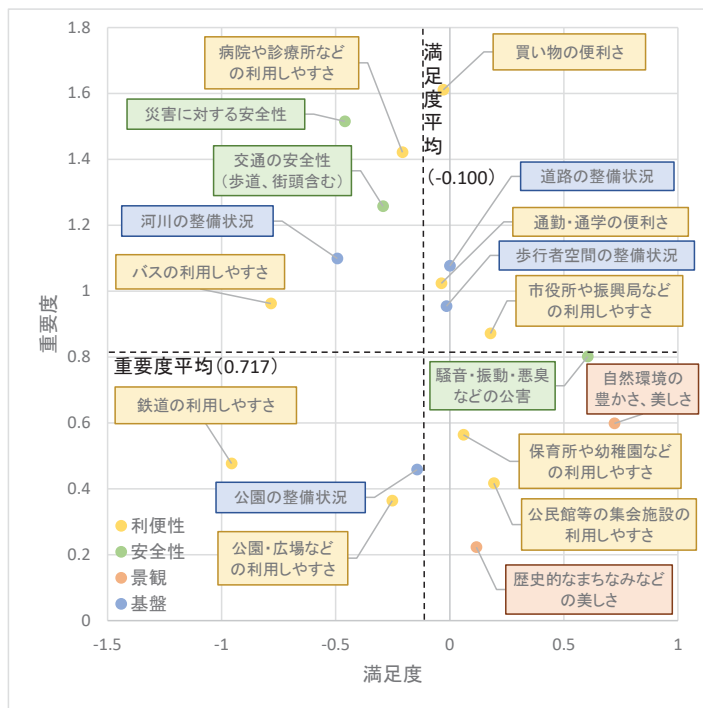 重要度
1.8
1.6
1.4
1.2
1
0.8
0.6
0.4
0.2
0
病院や診療所など
の利用しやすさ
災害に対する安全性
交通の安全性
(歩道、街頭含む)
河川の整備状況
バスの利用しやすさ
満足度平均
(-0.100)
買い物の便利さ
道路の整備状況
通勤・通学の便利さ
歩行者空間の整備状況
市役所や振興局など
の利用しやすさ
重要度平均(0.717)
騒音・振動・悪臭
などの公害
自然環境の
豊かさ、美しさ
鉄道の利用しやすさ
保育所や幼稚園など
の利用しやすさ
公園の整備状況
公民館等の集会施設の
利用しやすさ
公園・広場など
の利用しやすさ
歴史的なまちなみなど
の美しさ
利便性
安全性
景観
基盤
-1.5 -1 -0.5 0 0.5 1
満足度